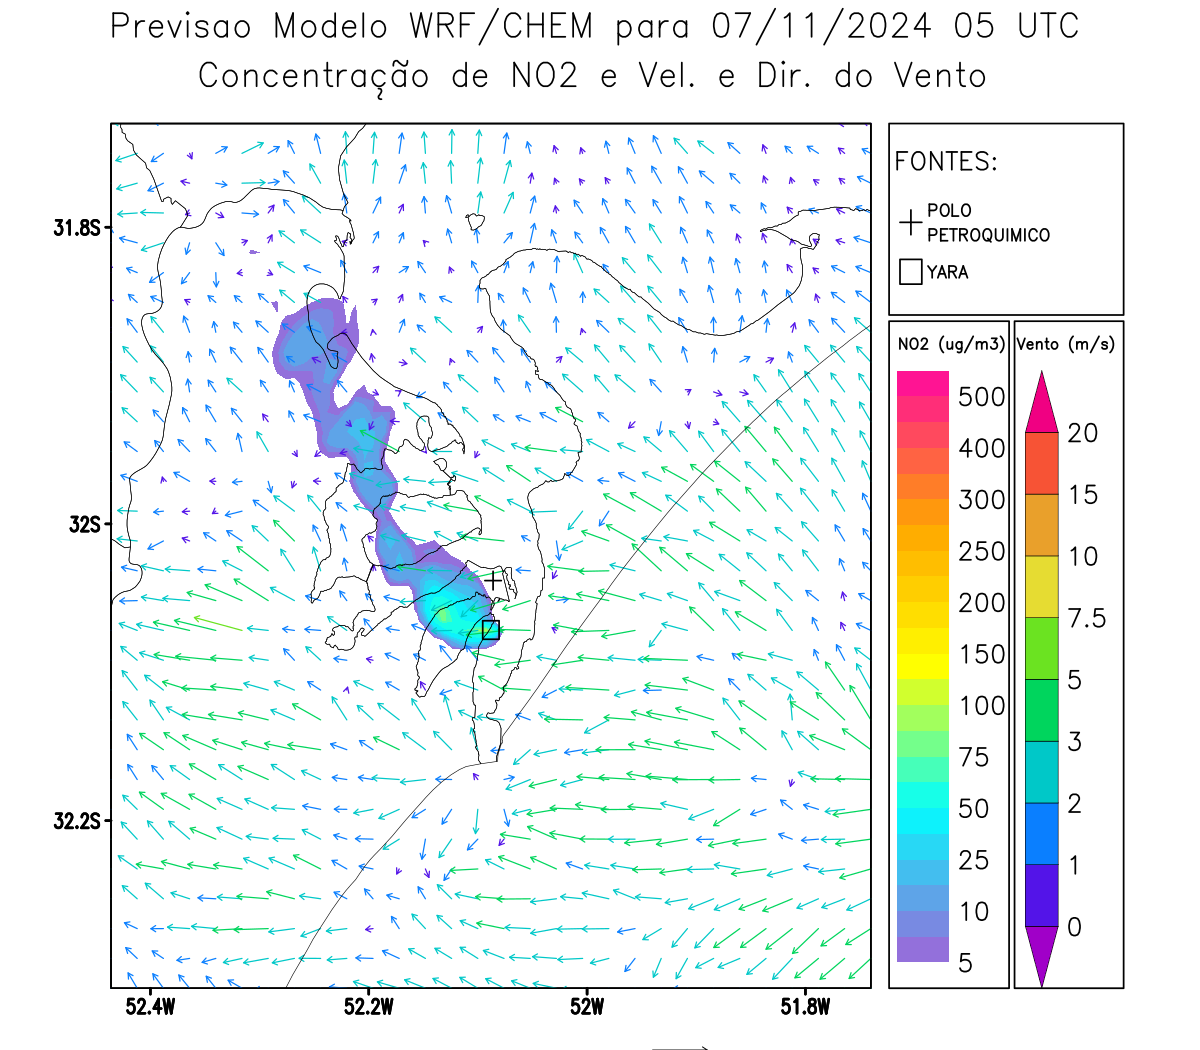 Previsao Modelo WRF/CHEM para 07/11/2024 05 UTC
Concentração de NO2 e Vel. e Dir. do Vento
FONTES:
POLO
PETROQUIMICO
YARA
NO2 (ug/m3)
500
400
300
250
200
150
100
75
50
25
10
5
Vento (m/s)
20
15
10
7.5
5
3
2
1
0
31.8S
32S
32.2S
52.4W
52.2W
52W
51.8W